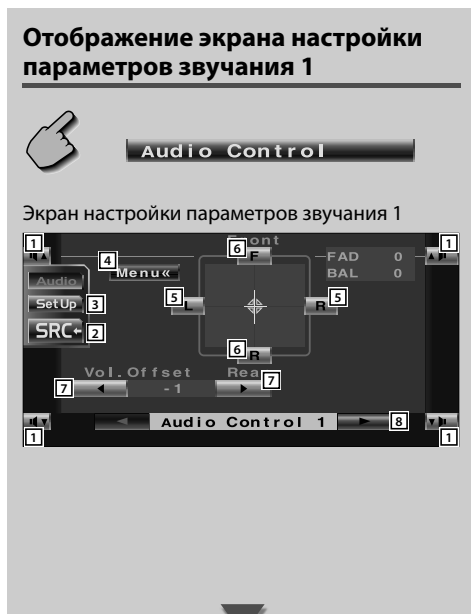 Отображение экрана настройки
параметров звучания 1
Audio Control
Экран настройки параметров звучания 1
1 6 Front 1
4 F FAD 0
Audio Menu« BAL 0
SetUp 3 5 L R 5
SRC 2
6 R
Vol.Offset Rea
7 -1 7
Audio Control 1 8
1 1